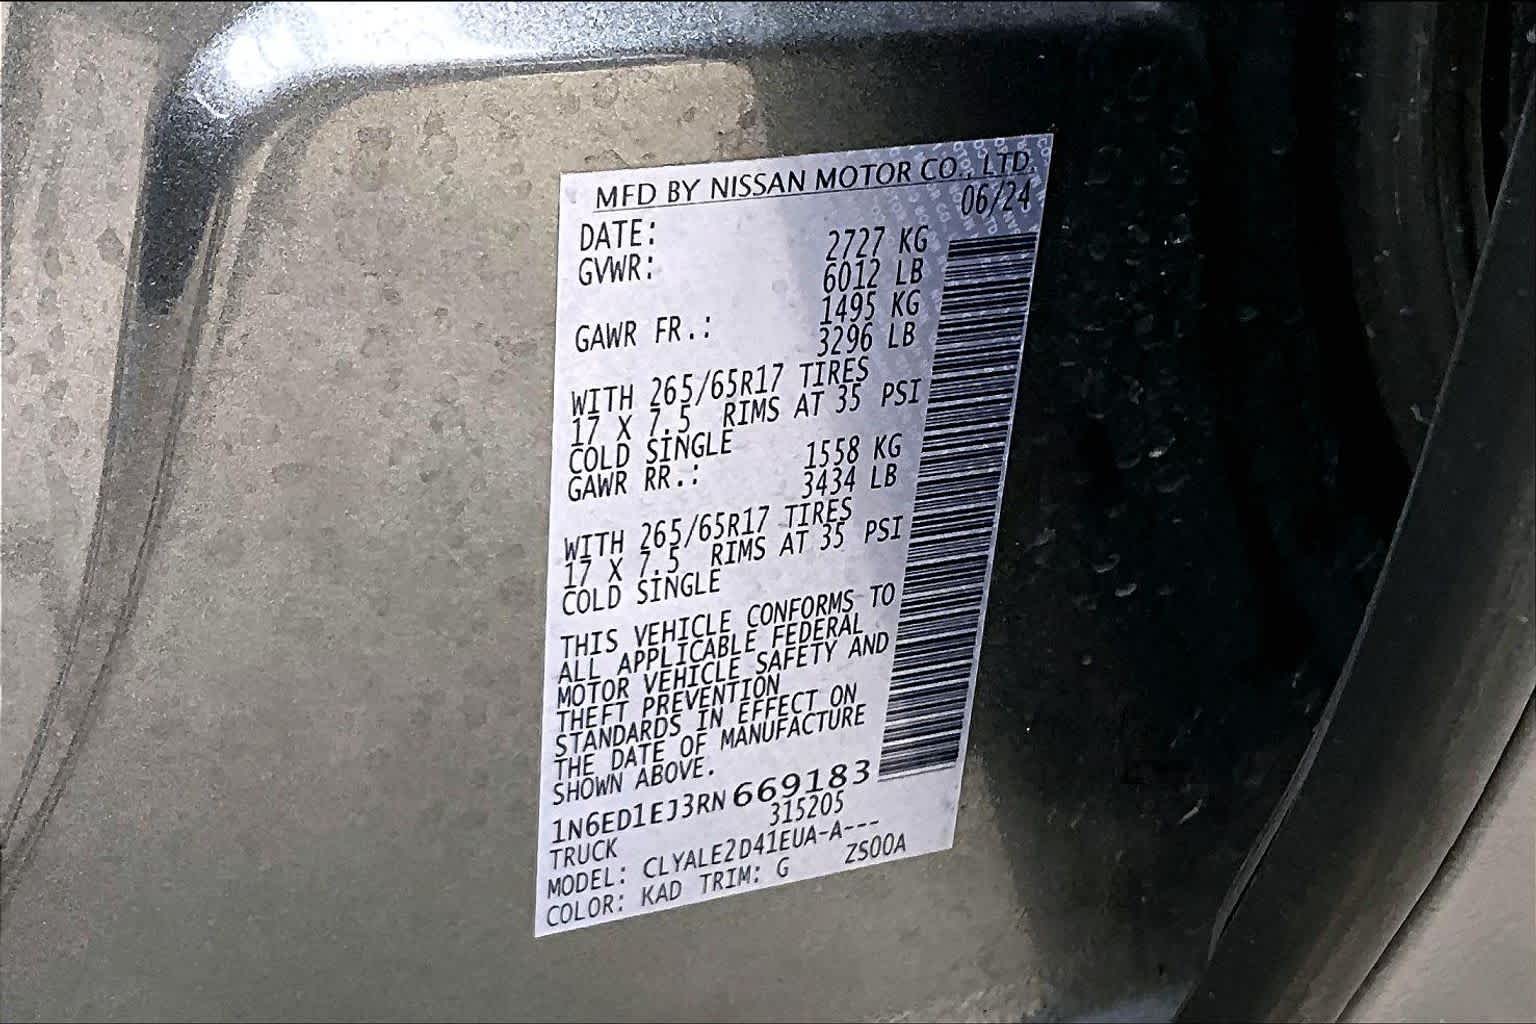 MFD BY NISSAN MOTOR CO., LTD.
DATE: 06/24
GVWR: 2727 KG
6012 LB
GAWR FR.: 1495 KG
3296 LB
WITH 265/65R17 TIRES
17 X 7.5 RIMS AT 35 PSI
COLD SINGLE
GAWR RR.: 1558 KG
3434 LB
WITH 265/65R17 TIRES
17 X 7.5 RIMS AT 35 PSI
COLD SINGLE
THIS VEHICLE CONFORMS TO
ALL APPLICABLE FEDERAL
MOTOR VEHICLE SAFETY AND
THEFT PREVENTION
STANDARDS IN EFFECT ON
THE DATE OF MANUFACTURE
SHOWN ABOVE.
1N6ED1EJ3RN669183
TRUCK 315205
MODEL: CLYALE2D41EUA-A---
COLOR: KAD TRIM: G ZS00A